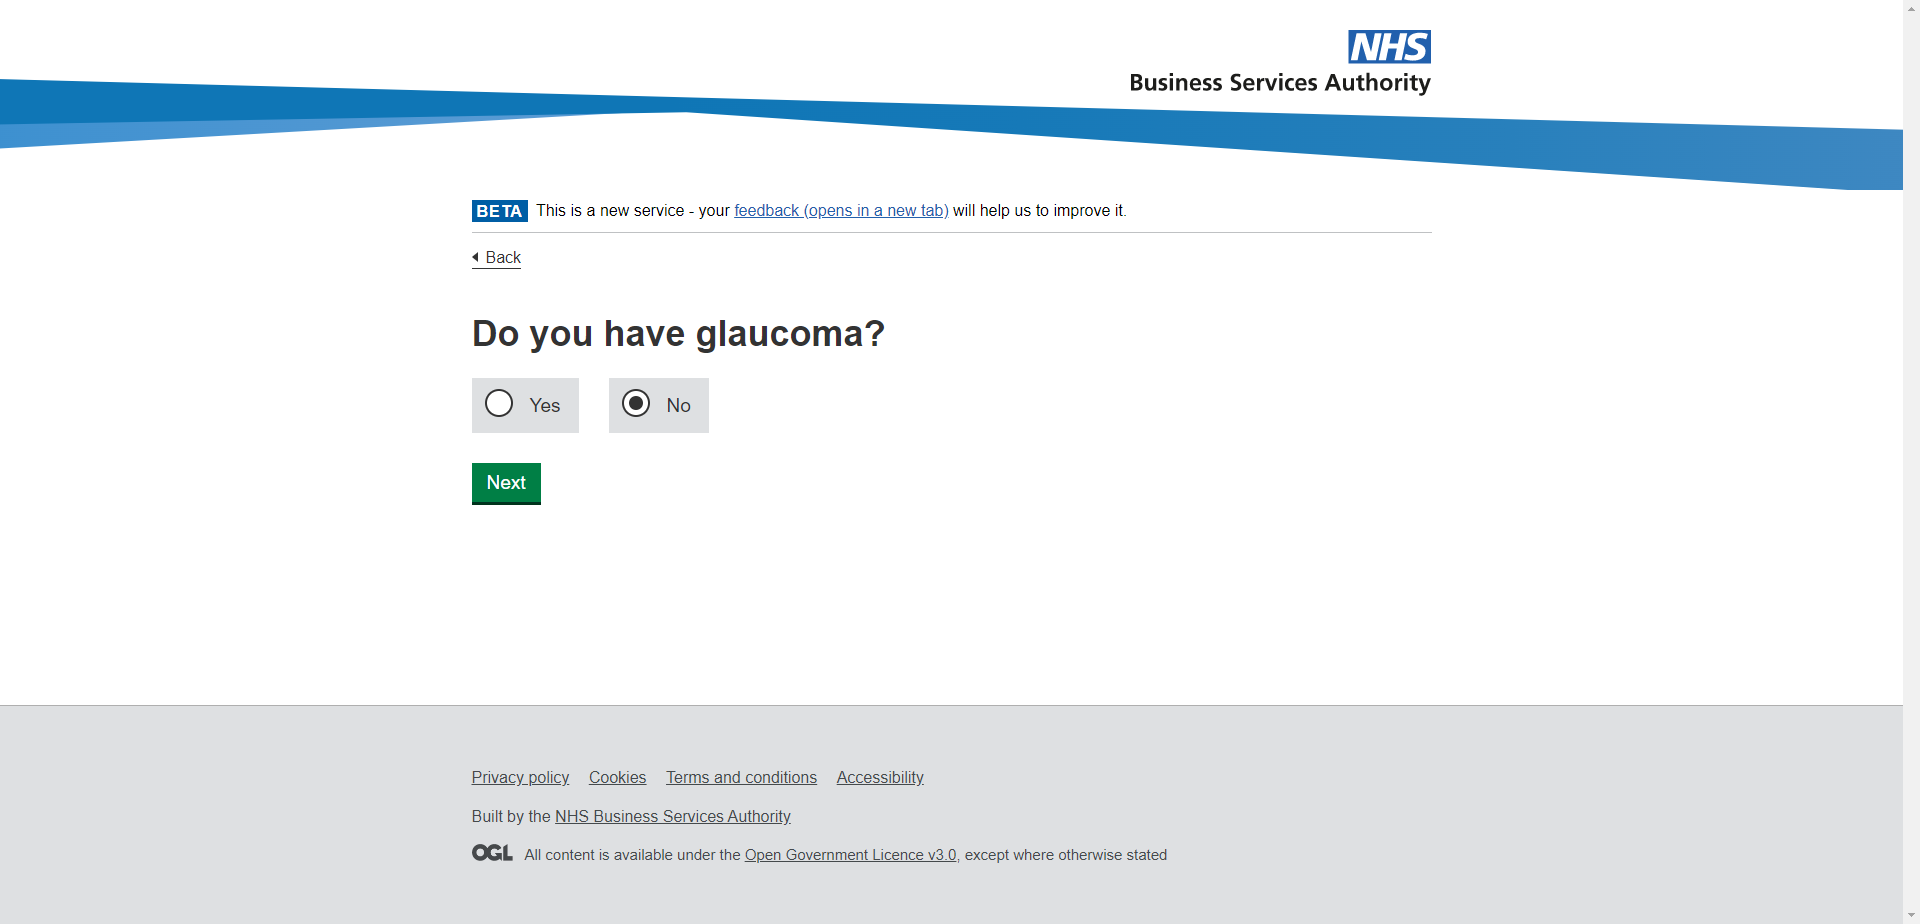 NHS
Business Services Authority
BETA This is a new service - your feedback (opens in a new tab) will help us to improve it.
Back
Do you have glaucoma?
Yes No
Next
Privacy policy Cookies Terms and conditions Accessibility
Built by the NHS Business Services Authority
OGL All content is available under the Open Government Licence v3.0, except where otherwise stated